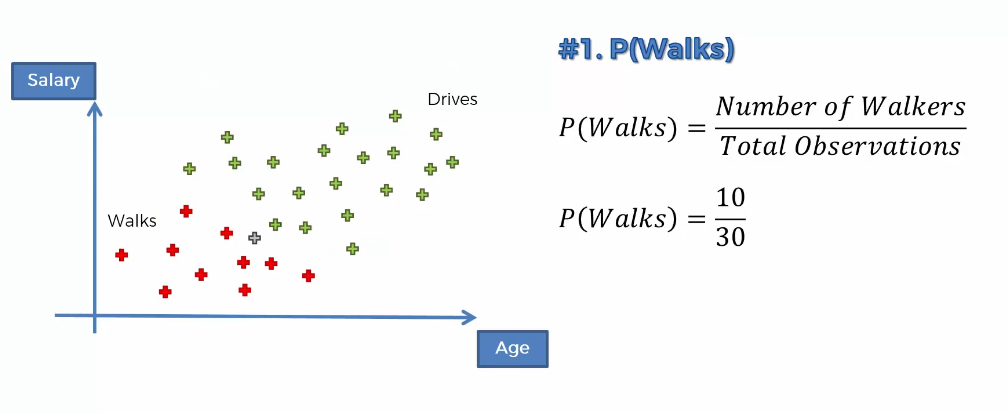 #1. P(Walks)
Salary
Drives
P(Walks) = Number of Walkers / Total Observations
Walks
P(Walks) = 10 / 30
Age